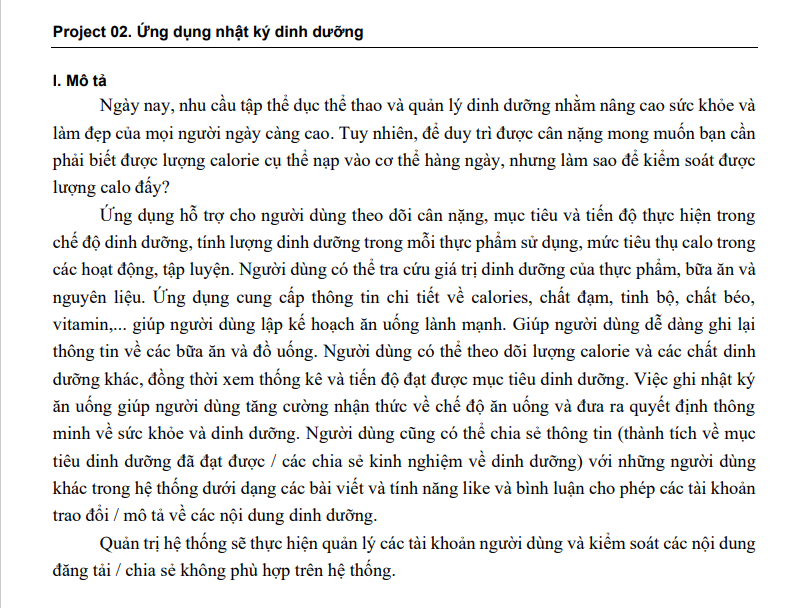 Project 02. Ứng dụng nhật ký dinh dưỡng
I. Mô tả
Ngày nay, nhu cầu tập thể dục thể thao và quản lý dinh dưỡng nhằm nâng cao sức khỏe và
làm đẹp của mọi người ngày càng cao. Tuy nhiên, để duy trì được cân nặng mong muốn bạn cần
phải biết được lượng calorie cụ thể nạp vào cơ thể hàng ngày, nhưng làm sao để kiểm soát được
lượng calo đấy?
Ứng dụng hỗ trợ cho người dùng theo dõi cân nặng, mục tiêu và tiến độ thực hiện trong
chế độ dinh dưỡng, tính lượng dinh dưỡng trong mỗi thực phẩm sử dụng, mức tiêu thụ calo trong
các hoạt động, tập luyện. Người dùng có thể tra cứu giá trị dinh dưỡng của thực phẩm, bữa ăn và
nguyên liệu. Ứng dụng cung cấp thông tin chi tiết về calories, chất đạm, tinh bộ, chất béo,
vitamin,... giúp người dùng lập kế hoạch ăn uống lành mạnh. Giúp người dùng dễ dàng ghi lại
thông tin về các bữa ăn và đồ uống. Người dùng có thể theo dõi lượng calorie và các chất dinh
dưỡng khác, đồng thời xem thống kê và tiến độ đạt được mục tiêu dinh dưỡng. Việc ghi nhật ký
ăn uống giúp người dùng tăng cường nhận thức về chế độ ăn uống và đưa ra quyết định thông
minh về sức khỏe và dinh dưỡng. Người dùng cũng có thể chia sẻ thông tin (thành tích về mục
tiêu dinh dưỡng đã đạt được / các chia sẻ kinh nghiệm về dinh dưỡng) với những người dùng
khác trong hệ thống dưới dạng các bài viết và tính năng like và bình luận cho phép các tài khoản
trao đổi / mô tả về các nội dung dinh dưỡng.
Quản trị hệ thống sẽ thực hiện quản lý các tài khoản người dùng và kiểm soát các nội dung
đăng tải / chia sẻ không phù hợp trên hệ thống.